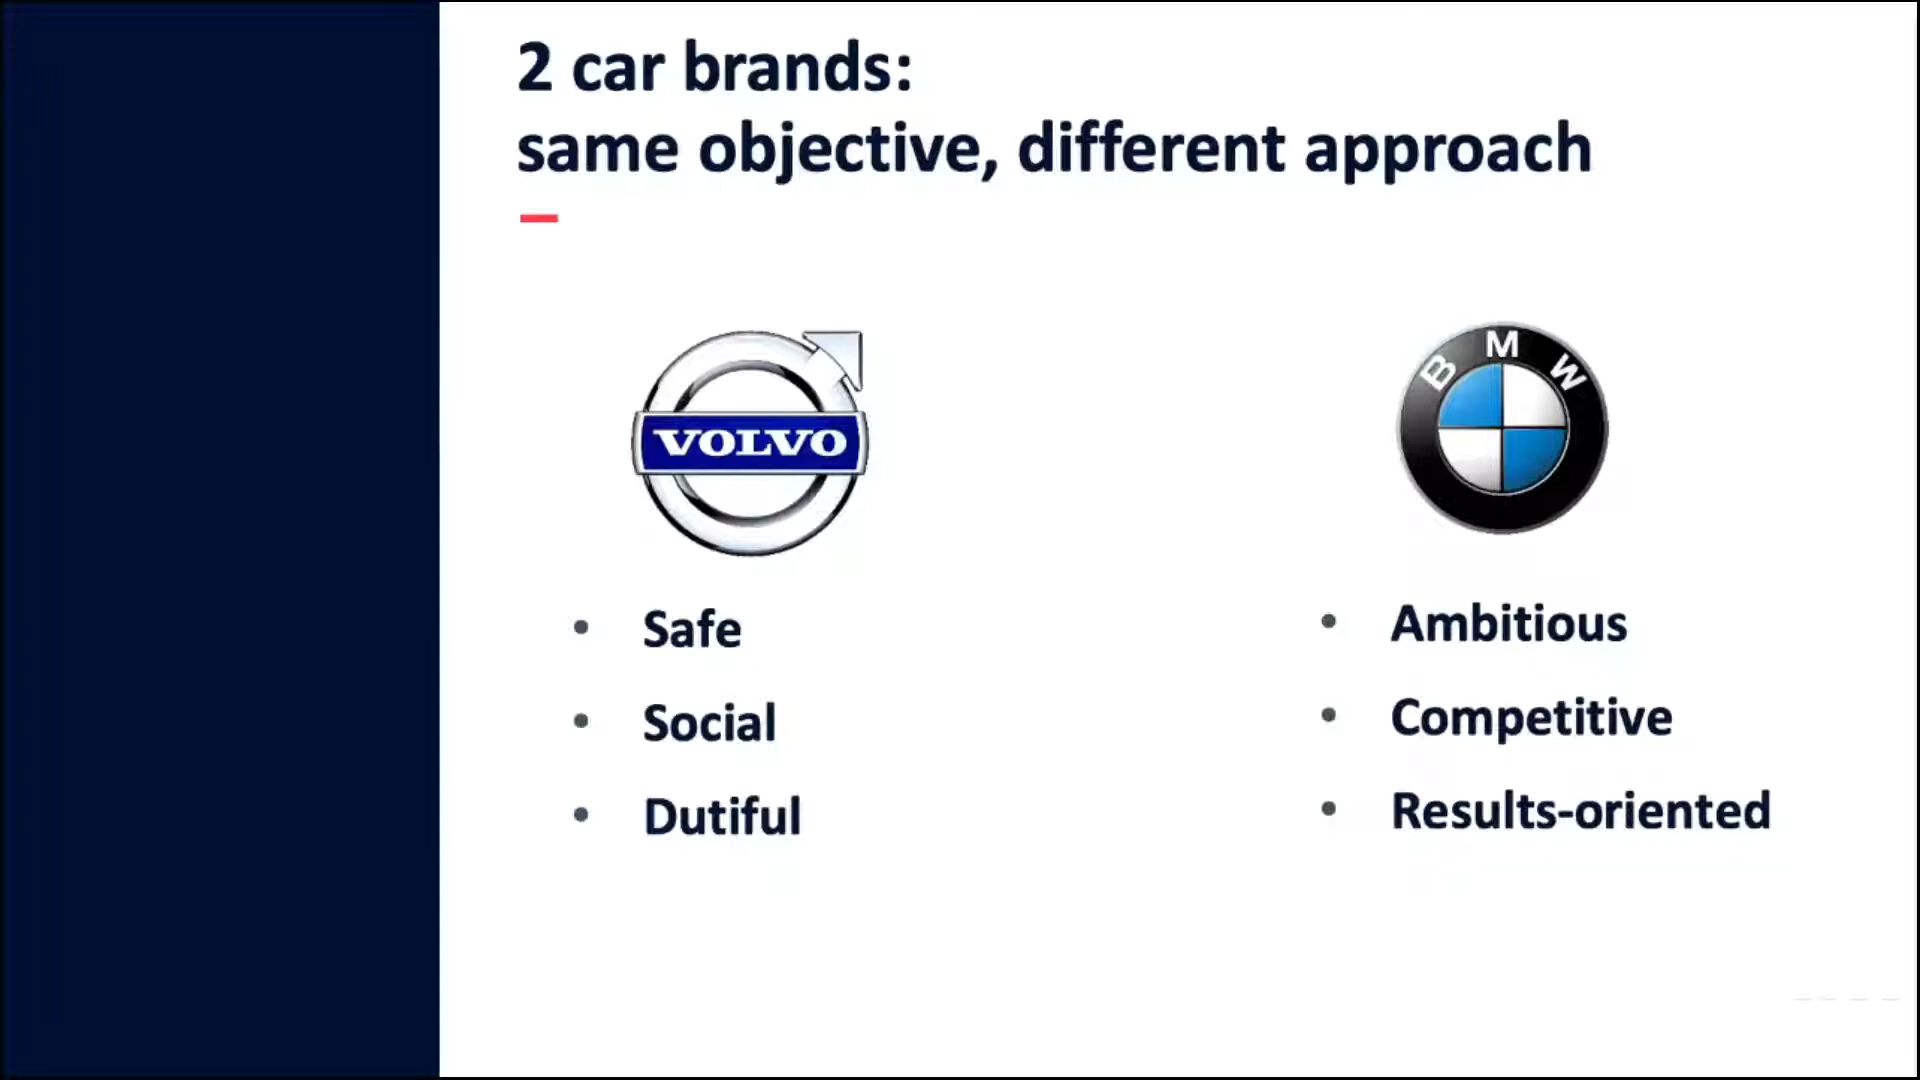 2 car brands:
same objective, different approach
VOLVO
BMW
• Safe
• Social
• Dutiful
• Ambitious
• Competitive
• Results-oriented